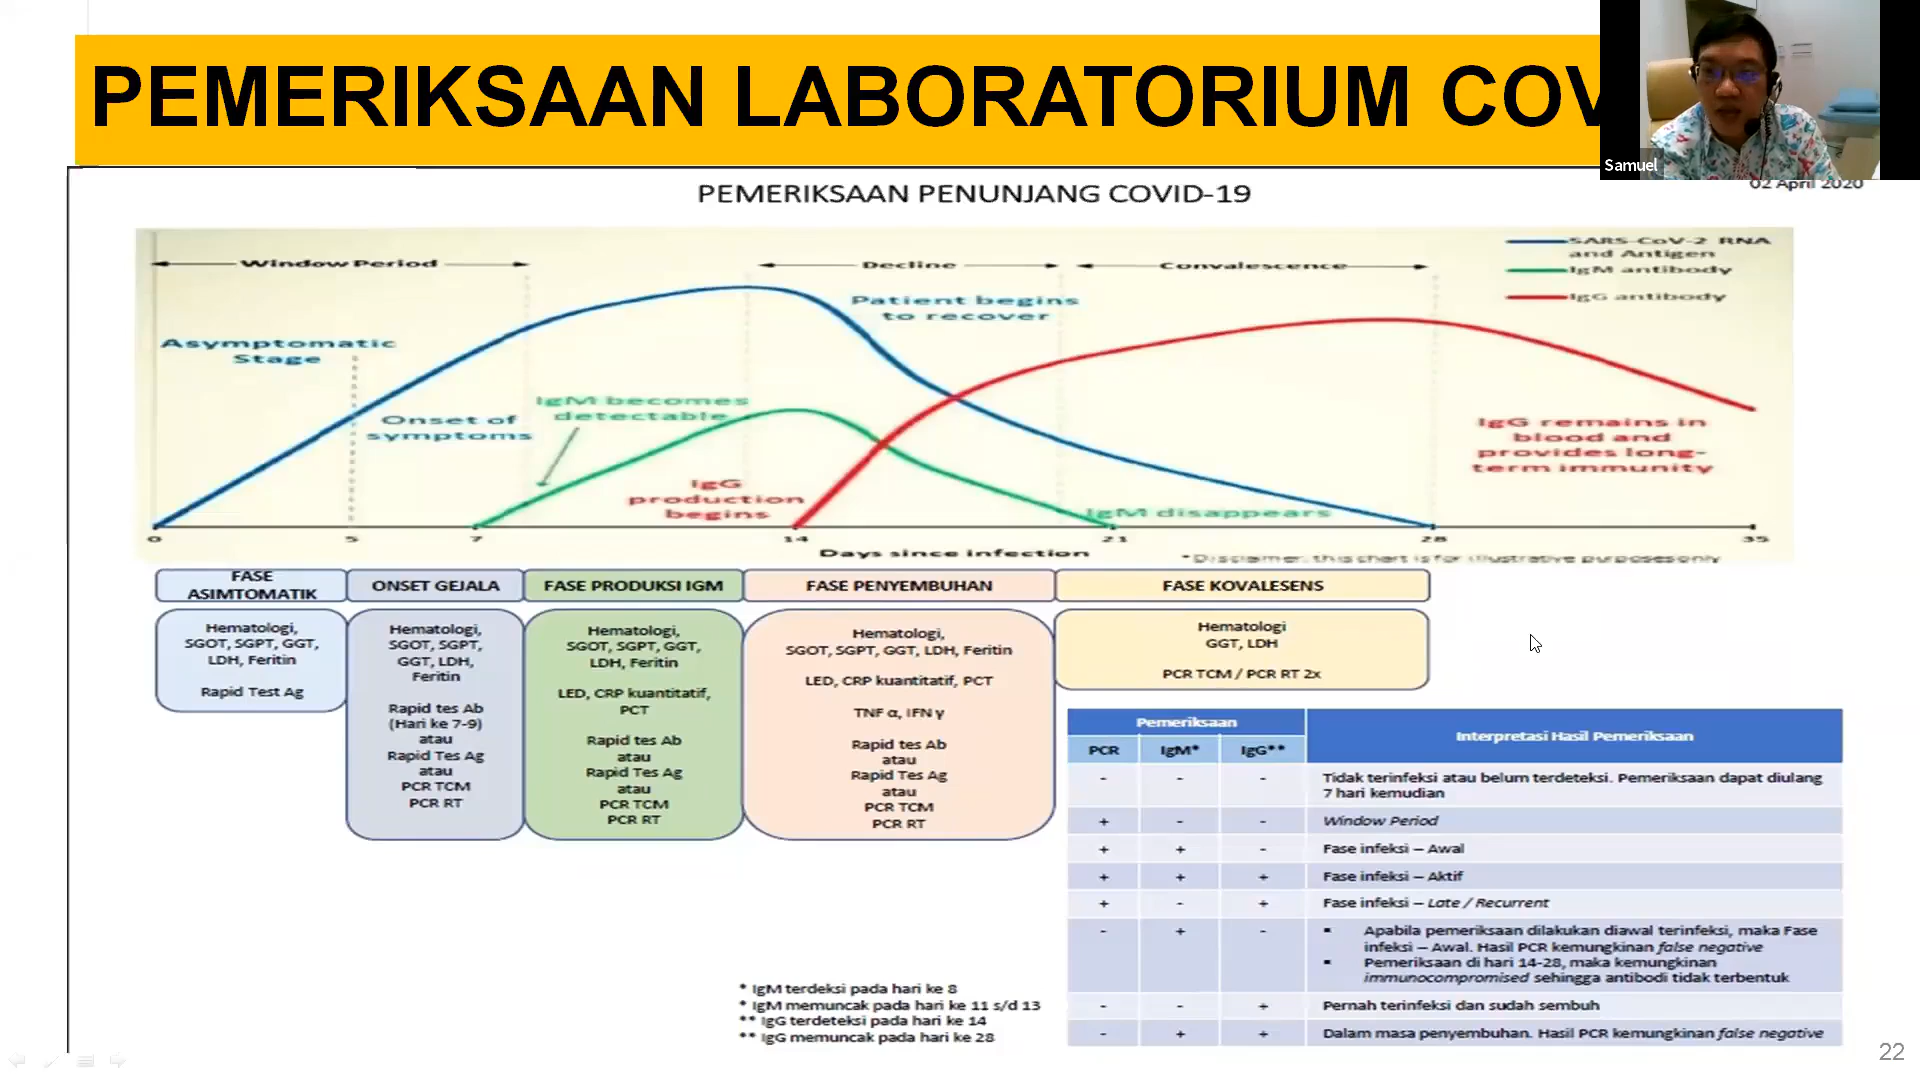 PEMERIKSAAN LABORATORIUM COV
Samuel
02 April 2020
PEMERIKSAAN PENUNJANG COVID-19
Window Period
Decline
Convalescence
SARS-CoV-2 RNA
and Antigen
IgM antibody
IgG antibody
Patient begins
to recover
Asymptomatic
Stage
Onset of
symptoms
IgM becomes
detectable
IgG
production
begins
IgG remains in
blood and
provides long-
term immunity
IgM disappears
0 5 7 14 21 28 35
Days since infection
*Disclaimer: this chart is for illustrative purposes only
FASE
ASIMTOMATIK
Hematologi,
SGOT, SGPT, GGT,
LDH, Feritin
Rapid Test Ag
ONSET GEJALA
Hematologi,
SGOT, SGPT,
GGT, LDH,
Feritin
Rapid tes Ab
(Hari ke 7-9)
atau
Rapid Tes Ag
atau
PCR TCM
PCR RT
FASE PRODUKSI IGM
Hematologi,
SGOT, SGPT, GGT,
LDH, Feritin
LED, CRP kuantitatif,
PCT
Rapid tes Ab
atau
Rapid Tes Ag
atau
PCR TCM
PCR RT
FASE PENYEMBUHAN
Hematologi,
SGOT, SGPT, GGT, LDH, Feritin
LED, CRP kuantitatif, PCT
TNF α, IFN γ
Rapid tes Ab
atau
Rapid Tes Ag
atau
PCR TCM
PCR RT
FASE KOVALESENS
Hematologi
GGT, LDH
PCR TCM / PCR RT 2x
Pemeriksaan
Interpretasi Hasil Pemeriksaan
PCR IgM* IgG**
- - - Tidak terinfeksi atau belum terdeteksi. Pemeriksaan dapat diulang
7 hari kemudian
+ - - Window Period
+ + - Fase infeksi – Awal
+ + + Fase infeksi – Aktif
+ - + Fase infeksi – Late / Recurrent
- + - ▪ Apabila pemeriksaan dilakukan diawal terinfeksi, maka Fase
infeksi – Awal. Hasil PCR kemungkinan false negative
▪ Pemeriksaan di hari 14-28, maka kemungkinan
immunocompromised sehingga antibodi tidak terbentuk
- - + Pernah terinfeksi dan sudah sembuh
- + + Dalam masa penyembuhan. Hasil PCR kemungkinan false negative
* IgM terdeksi pada hari ke 8
* IgM memuncak pada hari ke 11 s/d 13
** IgG terdeteksi pada hari ke 14
** IgG memuncak pada hari ke 28
22